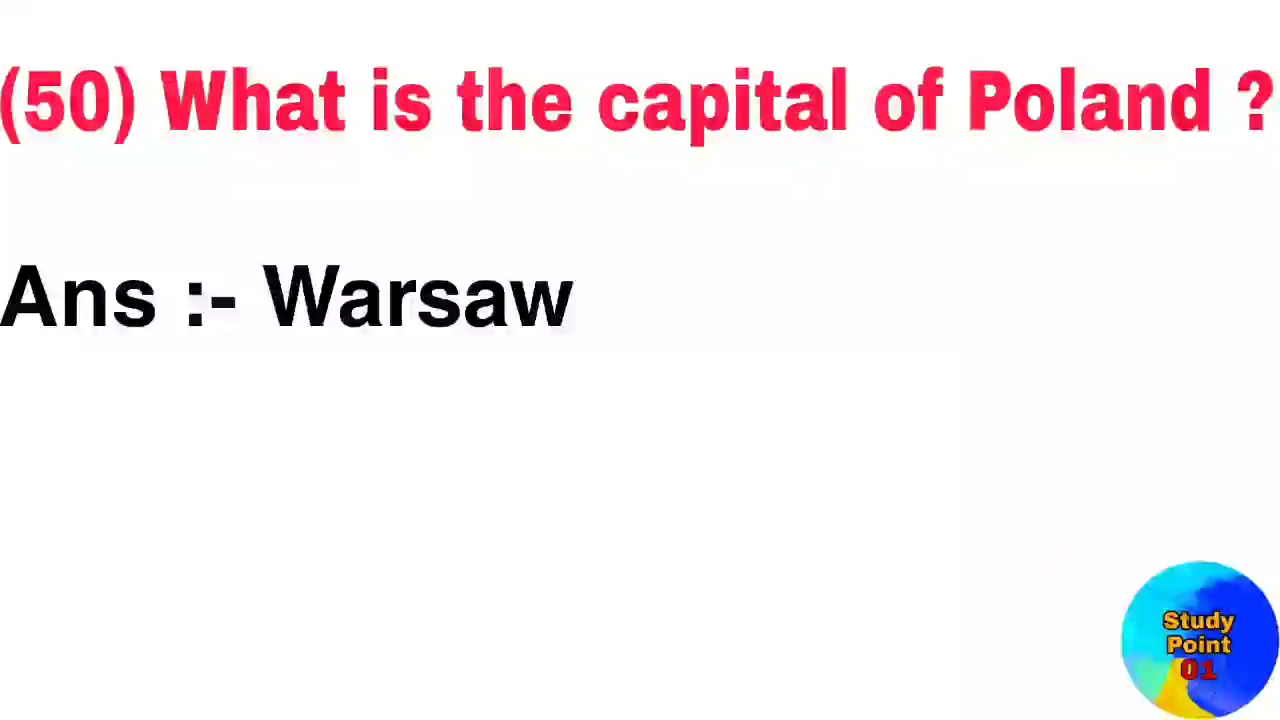 (50) What is the capital of Poland ?
Ans :- Warsaw
Study
Point
01